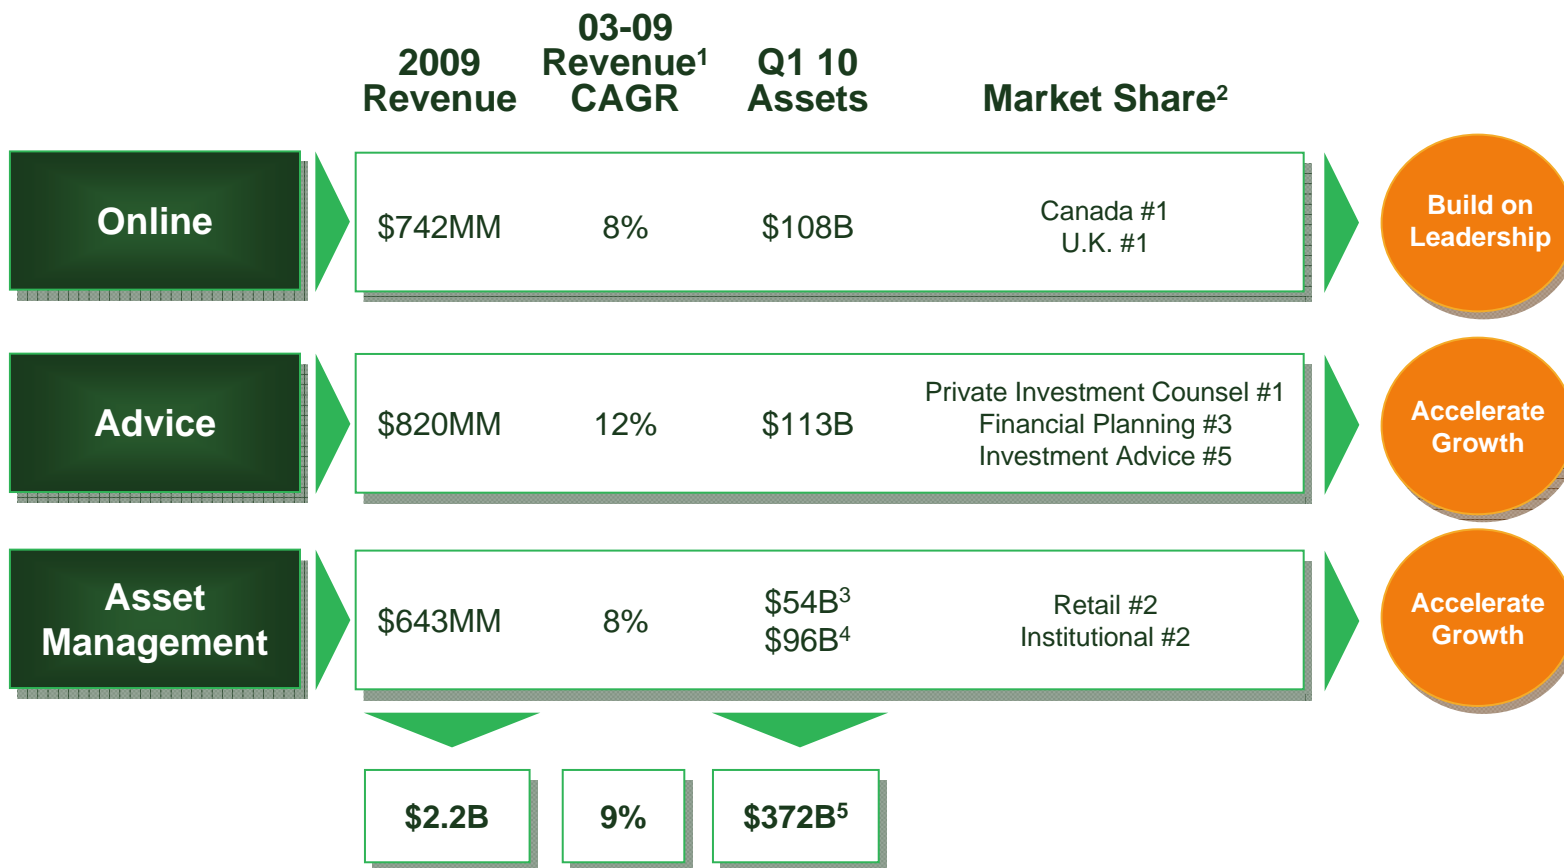 2009
Revenue
03-09
Revenue¹
CAGR
Q1 10
Assets
Market Share²
Online
$742MM
8%
$108B
Canada #1
U.K. #1
Build on
Leadership
Advice
$820MM
12%
$113B
Private Investment Counsel #1
Financial Planning #3
Investment Advice #5
Accelerate
Growth
Asset
Management
$643MM
8%
$54B³
$96B⁴
Retail #2
Institutional #2
Accelerate
Growth
$2.2B
9%
$372B⁵